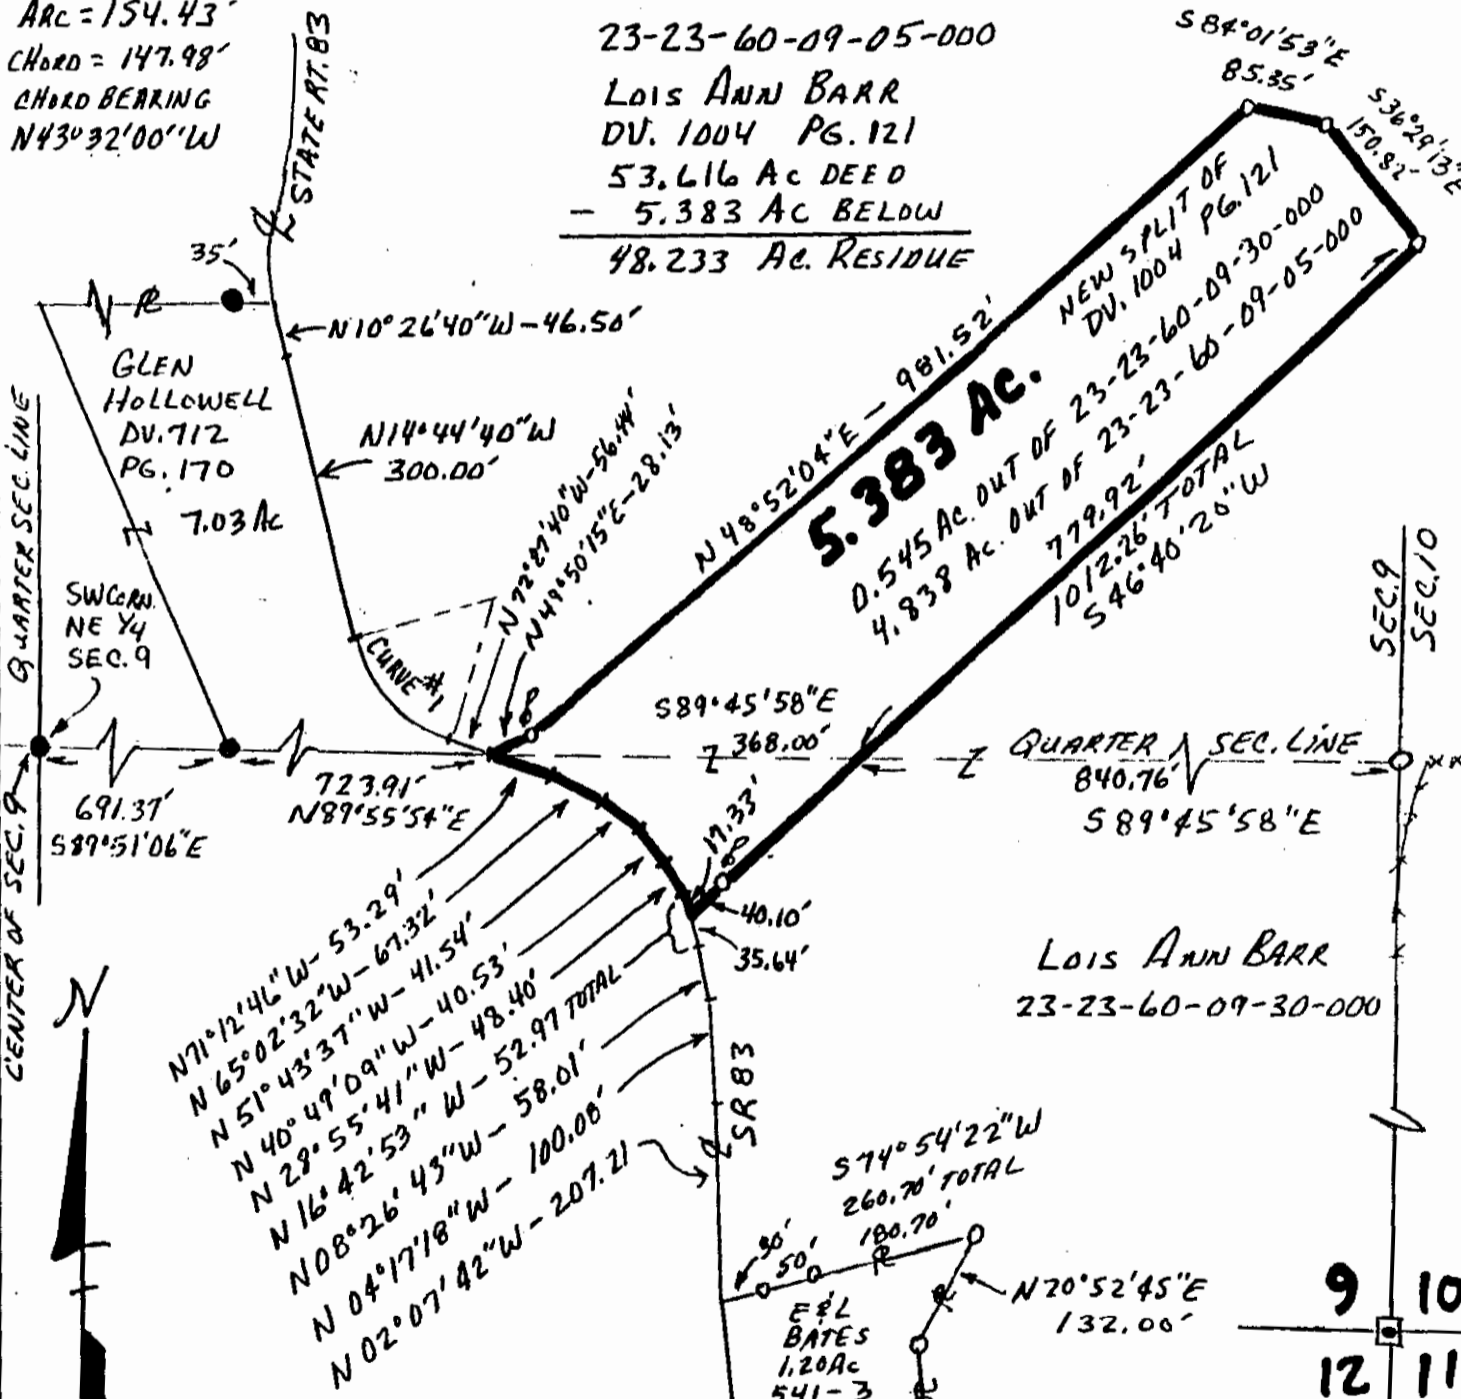 ARC = 154.43'
CHORD = 147.98'
CHORD BEARING
N43°32'00"W
STATE RT. 83
23-23-60-09-05-000
LOIS ANN BARR
DV. 1004 PG. 121
53.616 AC DEED
- 5.383 AC BELOW
48.233 AC. RESIDUE
S84°01'53"E
85.35'
S36°29'13"E
150.82'
35'
N10°26'40"W-46.50'
GLEN
HOLLOWELL
DV. 712
PG. 170
7.03 AC
N14°44'40"W
300.00'
QUARTER SEC. LINE
SW CORN.
NE 1/4
SEC. 9
CURVE #1
N72°27'40"W-56.44'
N49°50'15"E-28.13'
N 48°52'04"E - 981.52'
NEW SPLIT OF
DV. 1004 PG. 121
5.383 AC.
0.545 AC. OUT OF 23-23-60-09-30-000
4.838 AC. OUT OF 23-23-60-09-05-000
779.92'
1012.26' TOTAL
S 46°40'20"W
SEC. 9
SEC. 10
S89°45'58"E
368.00'
QUARTER SEC. LINE
840.76'
S89°45'58"E
691.37'
S89°51'06"E
723.91'
N89°55'54"E
CENTER OF SEC. 9
40.10'
35.64'
LOIS ANN BARR
23-23-60-09-30-000
N
N71°12'46"W-53.29'
N 65°02'32"W-67.32'
N 51°43'37"W-41.54'
N 40°49'09"W-40.53'
N 28°55'41"W-48.40'
N 16°42'53"W-52.97 TOTAL
N08°26'43"W-58.01'
N 04°17'18"W-100.08'
N 02°07'42"W-207.21
SR 83
S74°54'22"W
260.70' TOTAL
180.70'
30'
50'
E & L
BATES
1.20AC
541-3
N20°52'45"E
132.00'
9 10
12 11